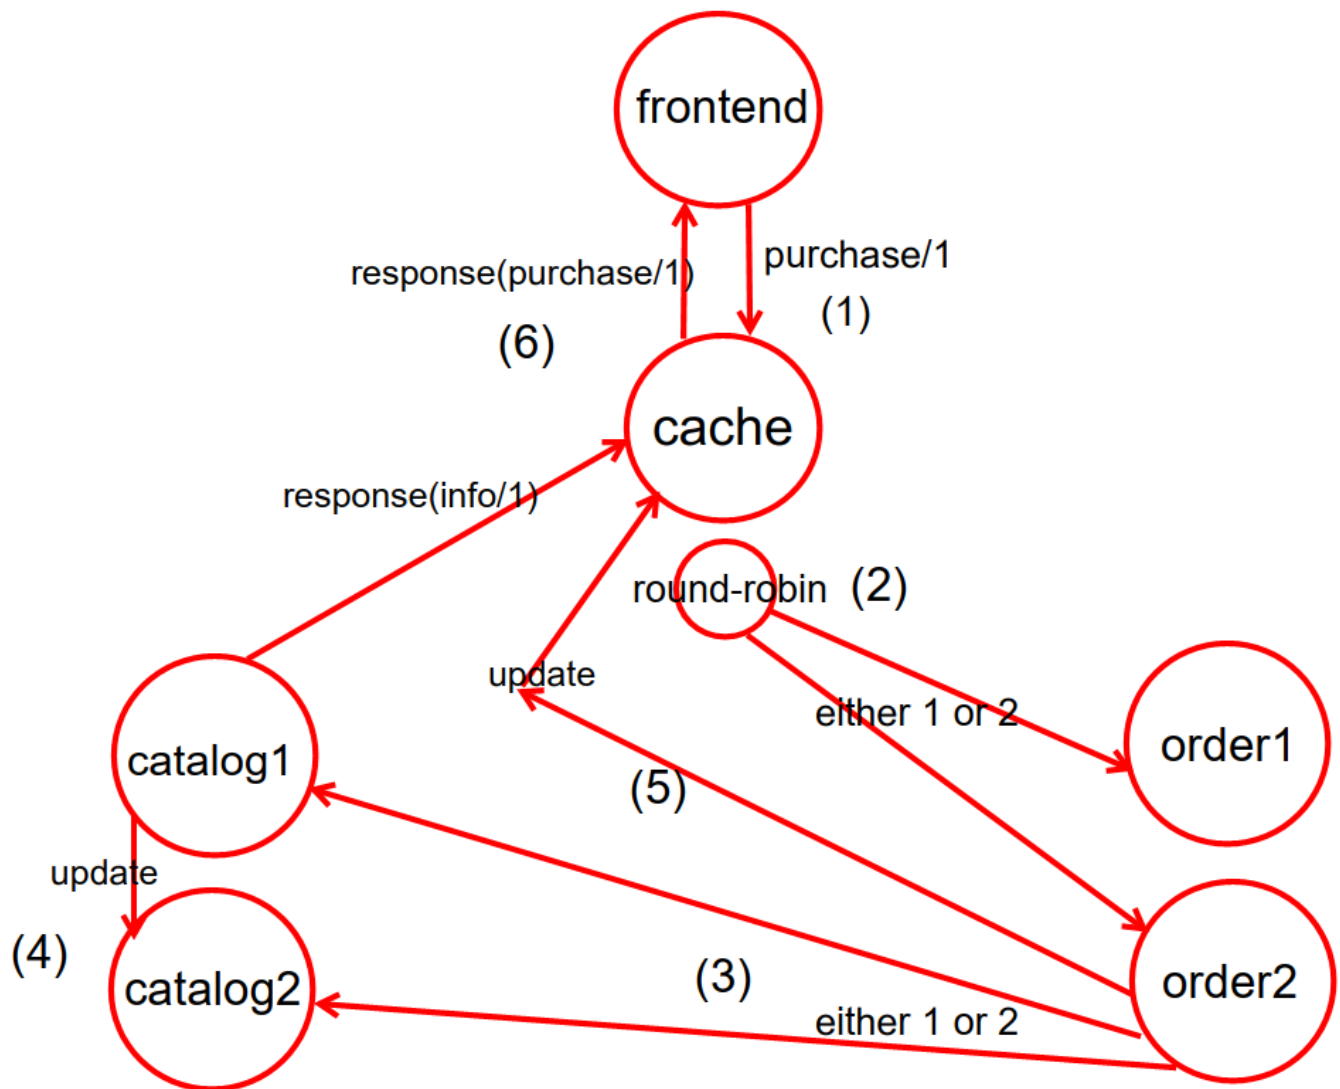 frontend
response(purchase/1)
purchase/1
(1)
(6)
cache
response(info/1)
round-robin
(2)
update
either 1 or 2
order1
catalog1
(5)
update
(4)
catalog2
(3)
either 1 or 2
order2